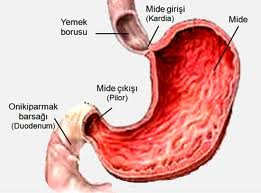 Yemek
borusu
Mide girişi
(Kardia)
Mide
Mide çıkışı
(Pilor)
Onikiparmak
barsağı
(Duodenum)